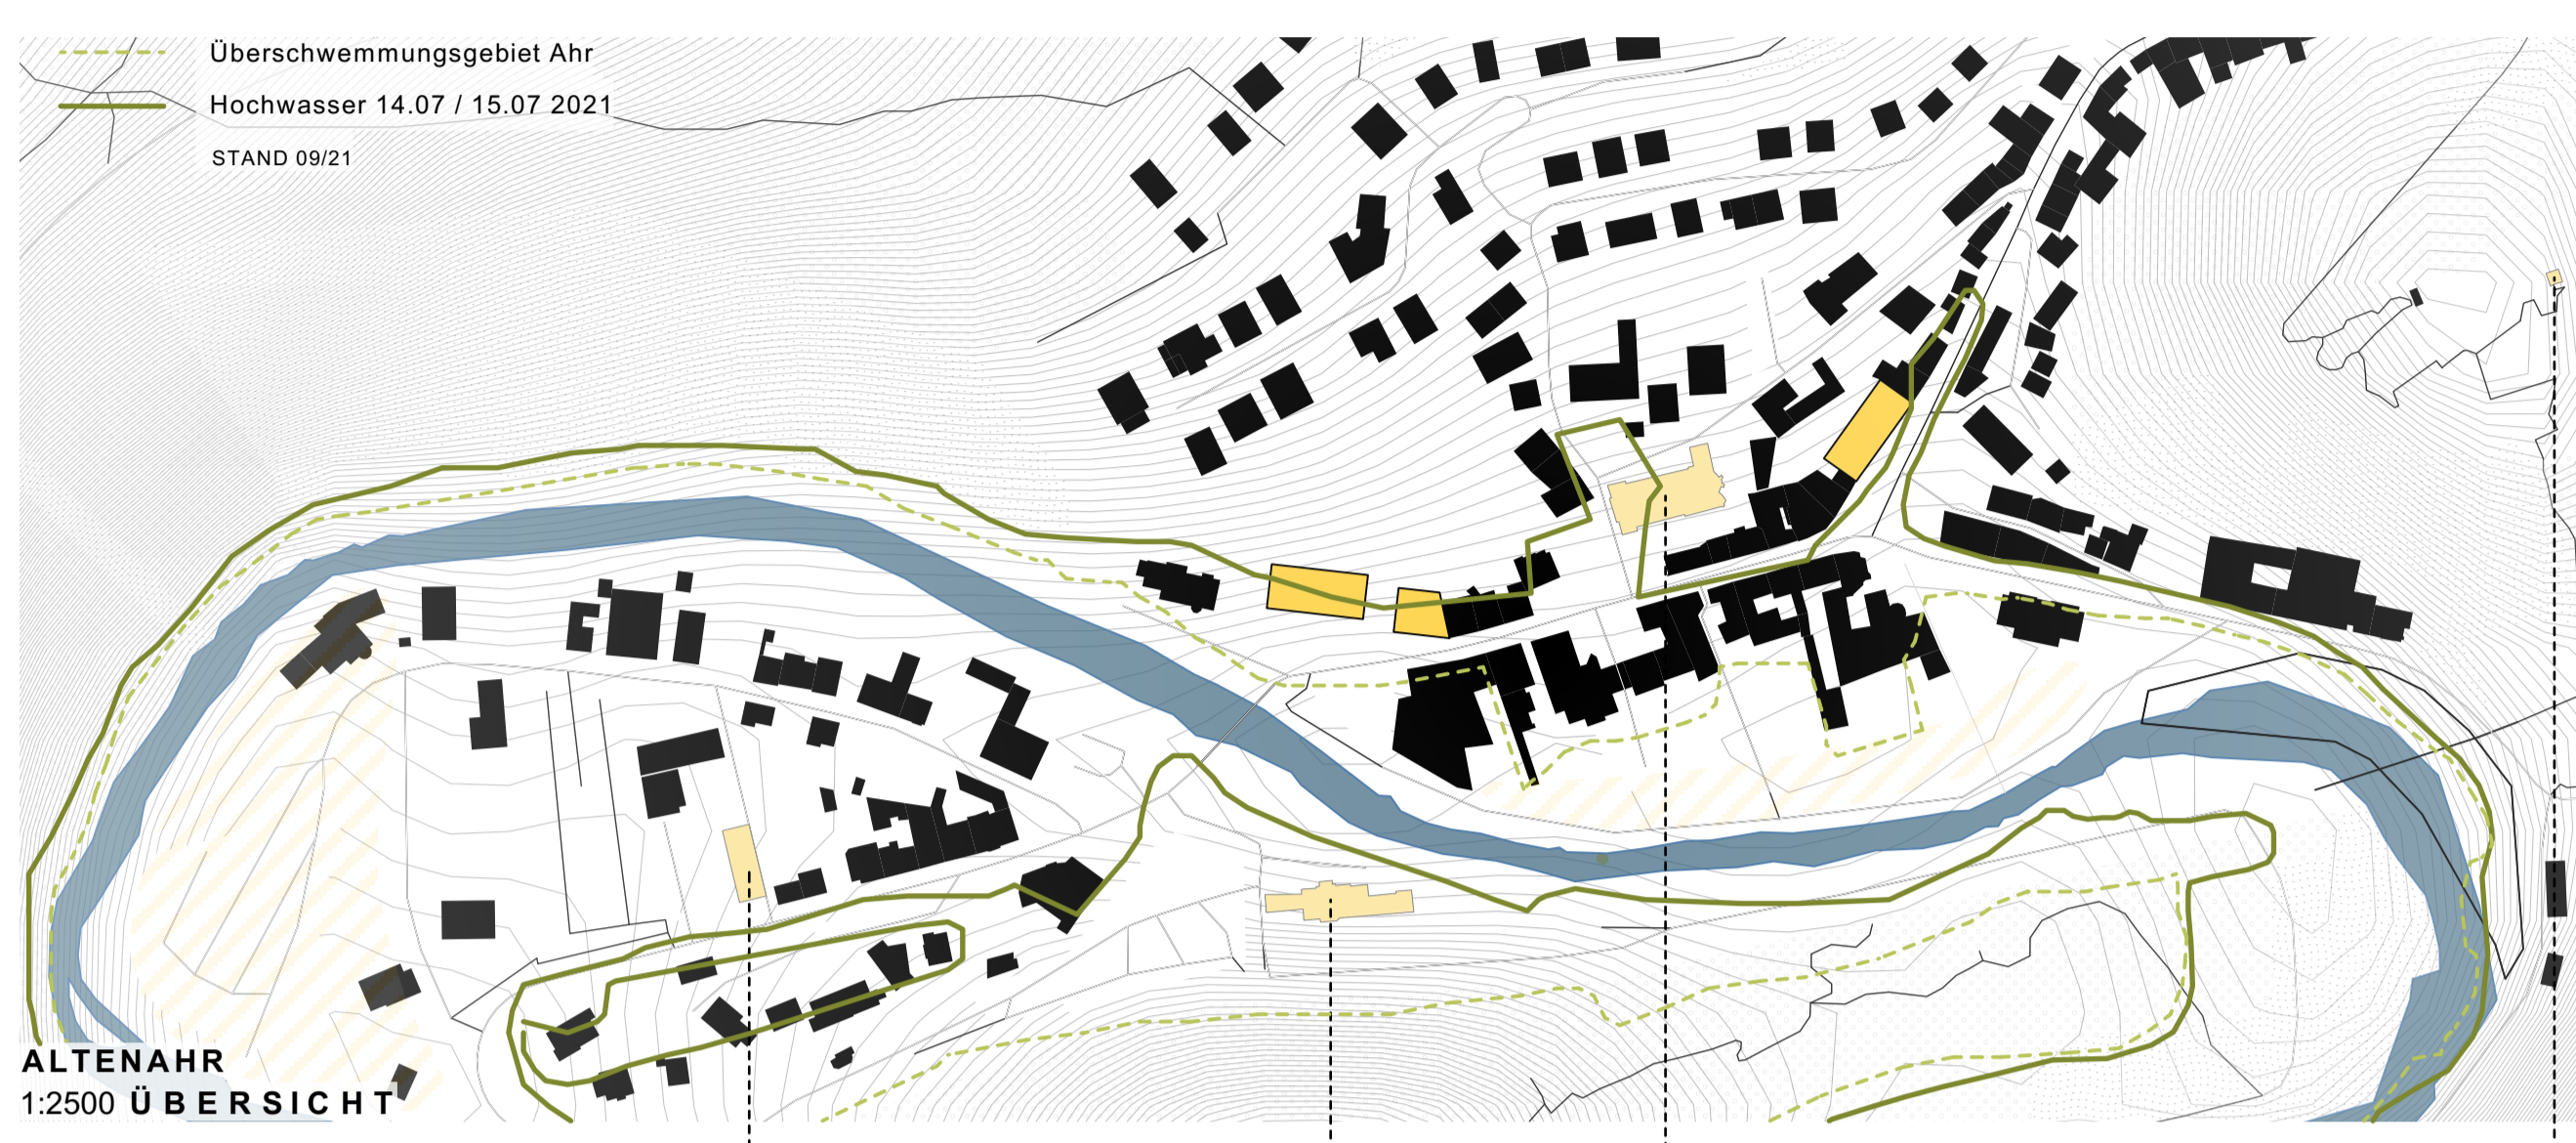 Überschwemmungsgebiet Ahr
Hochwasser 14.07 / 15.07 2021
STAND 09/21
ALTENAHR
1:2500 ÜBERSICHT